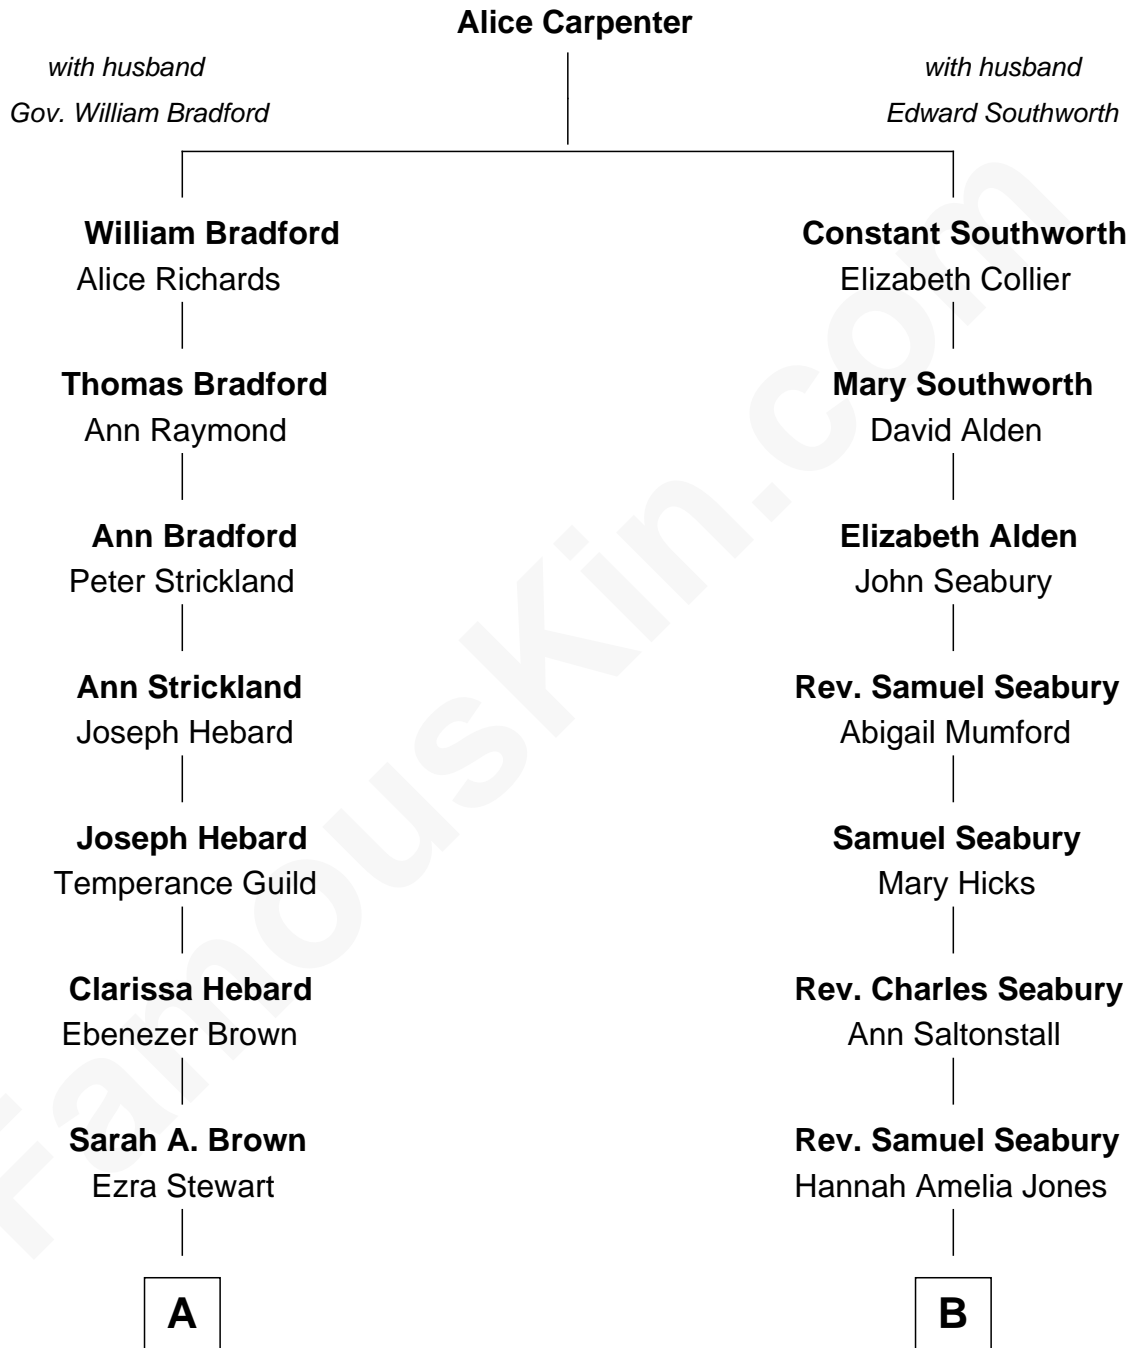 Alice Carpenter
with husband
Gov. William Bradford
with husband
Edward Southworth
William Bradford
Alice Richards
Constant Southworth
Elizabeth Collier
Thomas Bradford
Ann Raymond
Mary Southworth
David Alden
Ann Bradford
Peter Strickland
Elizabeth Alden
John Seabury
Ann Strickland
Joseph Hebard
Rev. Samuel Seabury
Abigail Mumford
Joseph Hebard
Temperance Guild
Samuel Seabury
Mary Hicks
Clarissa Hebard
Ebenezer Brown
Rev. Charles Seabury
Ann Saltonstall
Sarah A. Brown
Ezra Stewart
Rev. Samuel Seabury
Hannah Amelia Jones
A
B
FamousKin.com